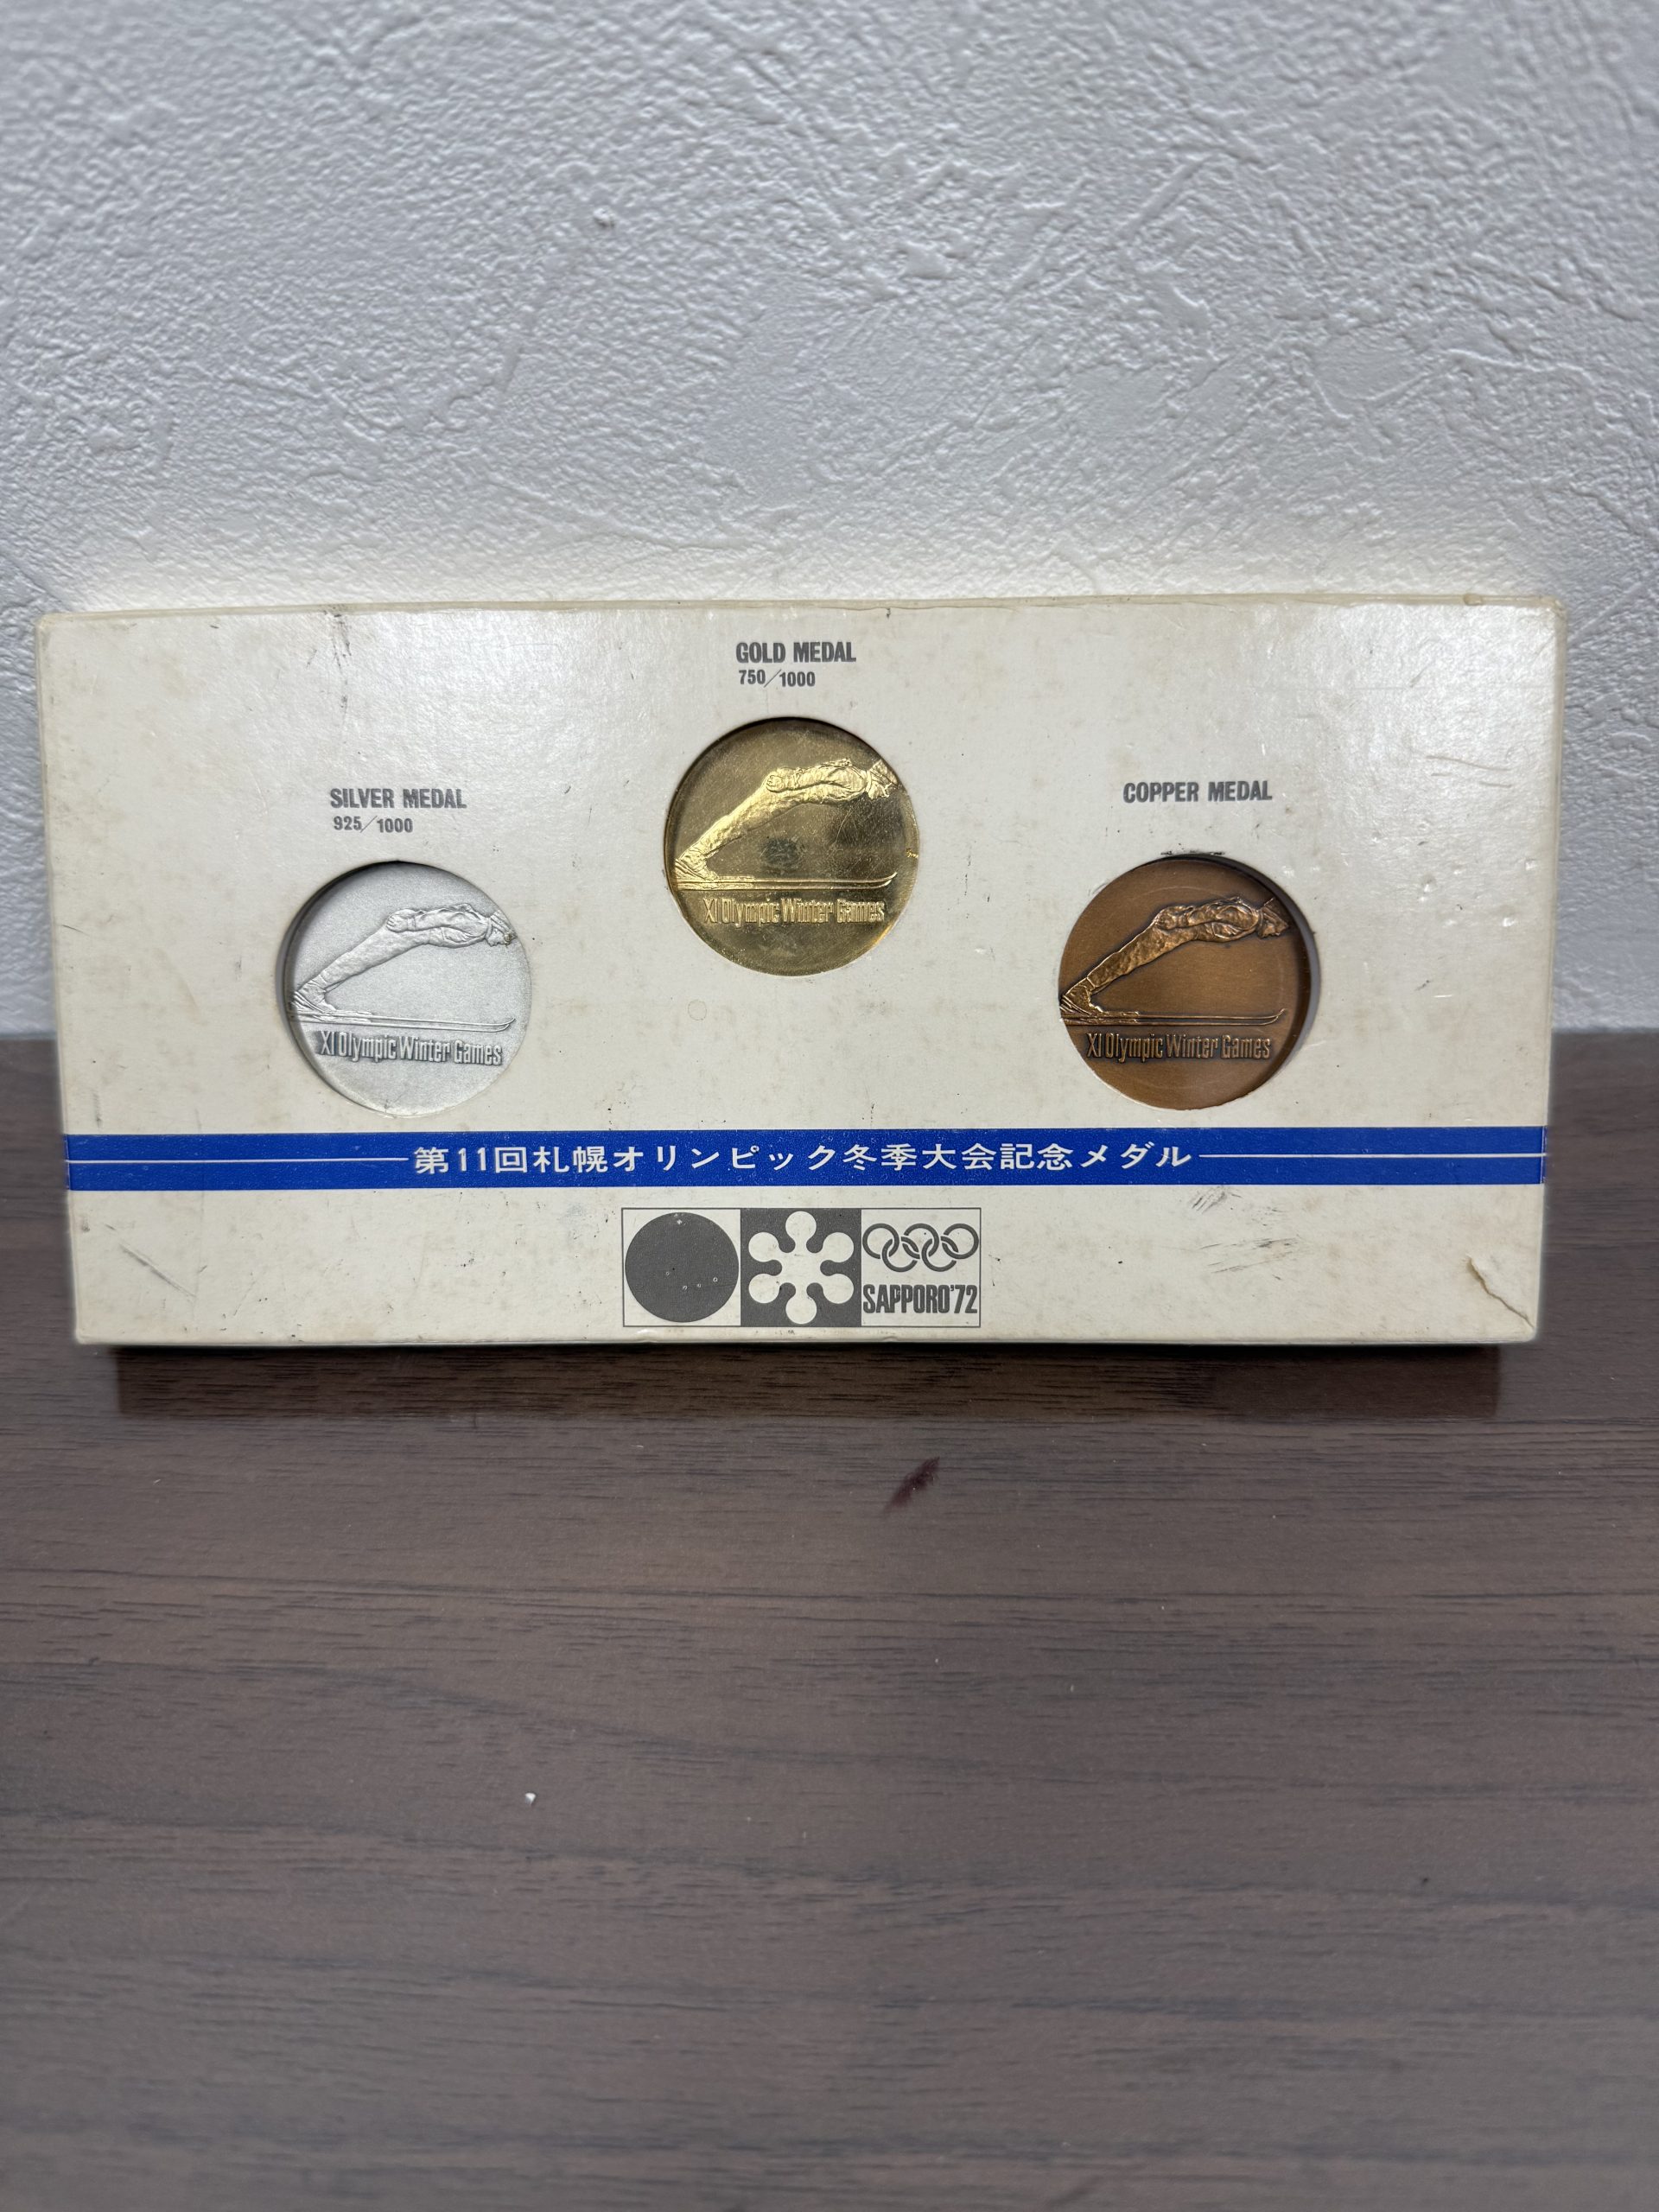 GOLD MEDAL
750/1000
SILVER MEDAL
925/1000
COPPER MEDAL
XI Olympic Winter Games
XI Olympic Winter Games
XI Olympic Winter Games
第11回札幌オリンピック冬季大会記念メダル
SAPPORO'72